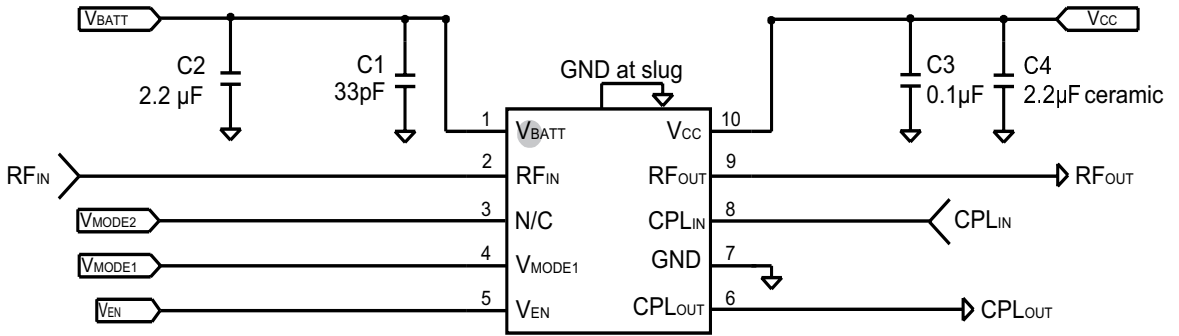 VBATT
VCC
C2
2.2 µF
C1
33pF
GND at slug
C3
0.1µF
C4
2.2µF ceramic
1
VBATT
VCC
10
RFIN
2
RFIN
RFOUT
9
RFOUT
VMODE2
3
N/C
CPLIN
8
CPLIN
VMODE1
4
VMODE1
GND
7
VEN
5
VEN
CPLOUT
6
CPLOUT